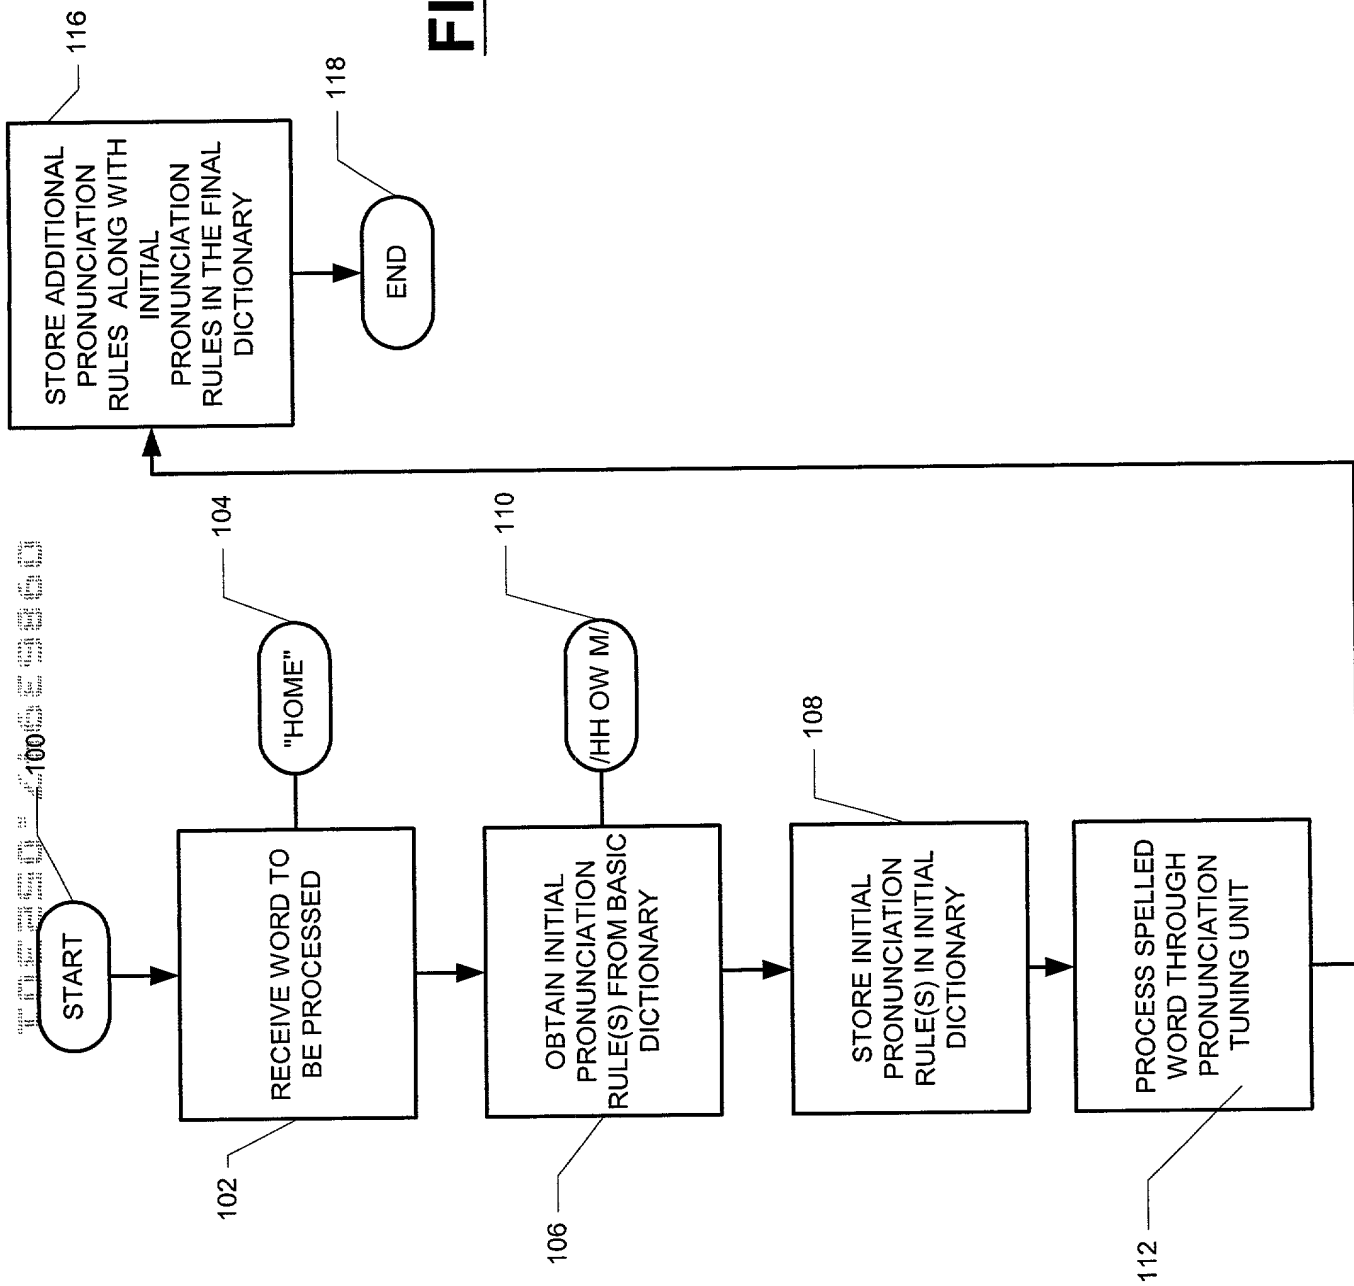 100
START
RECEIVE WORD TO
BE PROCESSED
102
"HOME"
104
OBTAIN INITIAL
PRONUNCIATION
RULE(S) FROM BASIC
DICTIONARY
106
/HH OW M/
110
STORE INITIAL
PRONUNCIATION
RULE(S) IN INITIAL
DICTIONARY
108
PROCESS SPELLED
WORD THROUGH
PRONUNCIATION
TUNING UNIT
112
STORE ADDITIONAL
PRONUNCIATION
RULES ALONG WITH
INITIAL
PRONUNCIATION
RULES IN THE FINAL
DICTIONARY
116
END
118